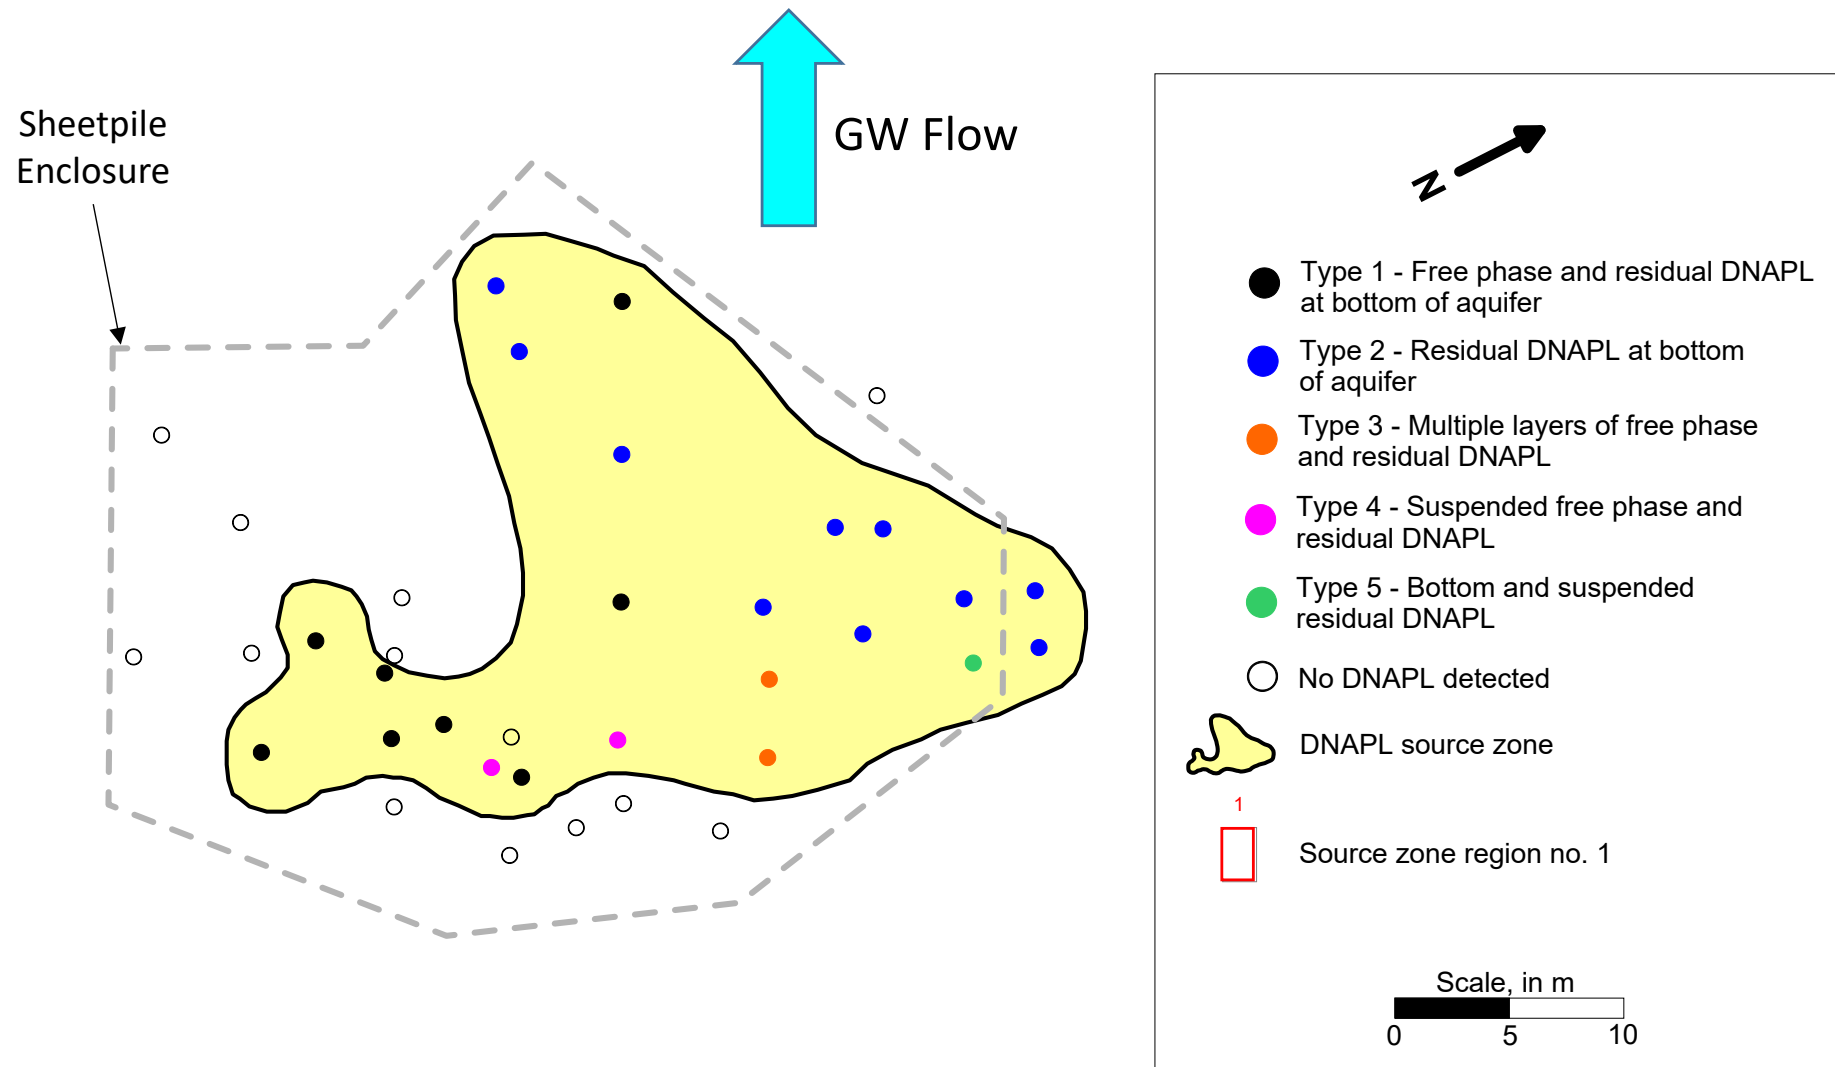 Sheetpile
Enclosure
GW Flow
N
Type 1 - Free phase and residual DNAPL
at bottom of aquifer
Type 2 - Residual DNAPL at bottom
of aquifer
Type 3 - Multiple layers of free phase
and residual DNAPL
Type 4 - Suspended free phase and
residual DNAPL
Type 5 - Bottom and suspended
residual DNAPL
No DNAPL detected
DNAPL source zone
1
Source zone region no. 1
Scale, in m
0 5 10